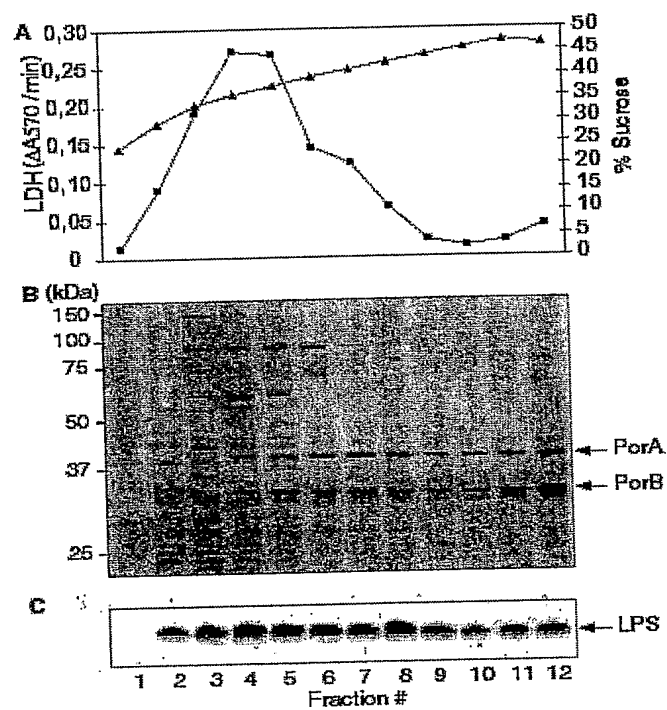 A
0,30
0,25
0,20
0,15
0,10
0,05
0
LDH (ΔA570/min)
50
45
40
35
30
25
20
15
10
5
0
% Sucrose
B (kDa)
150
100
75
50
37
25
PorA
PorB
C
LPS
1 2 3 4 5 6 7 8 9 10 11 12
Fraction #